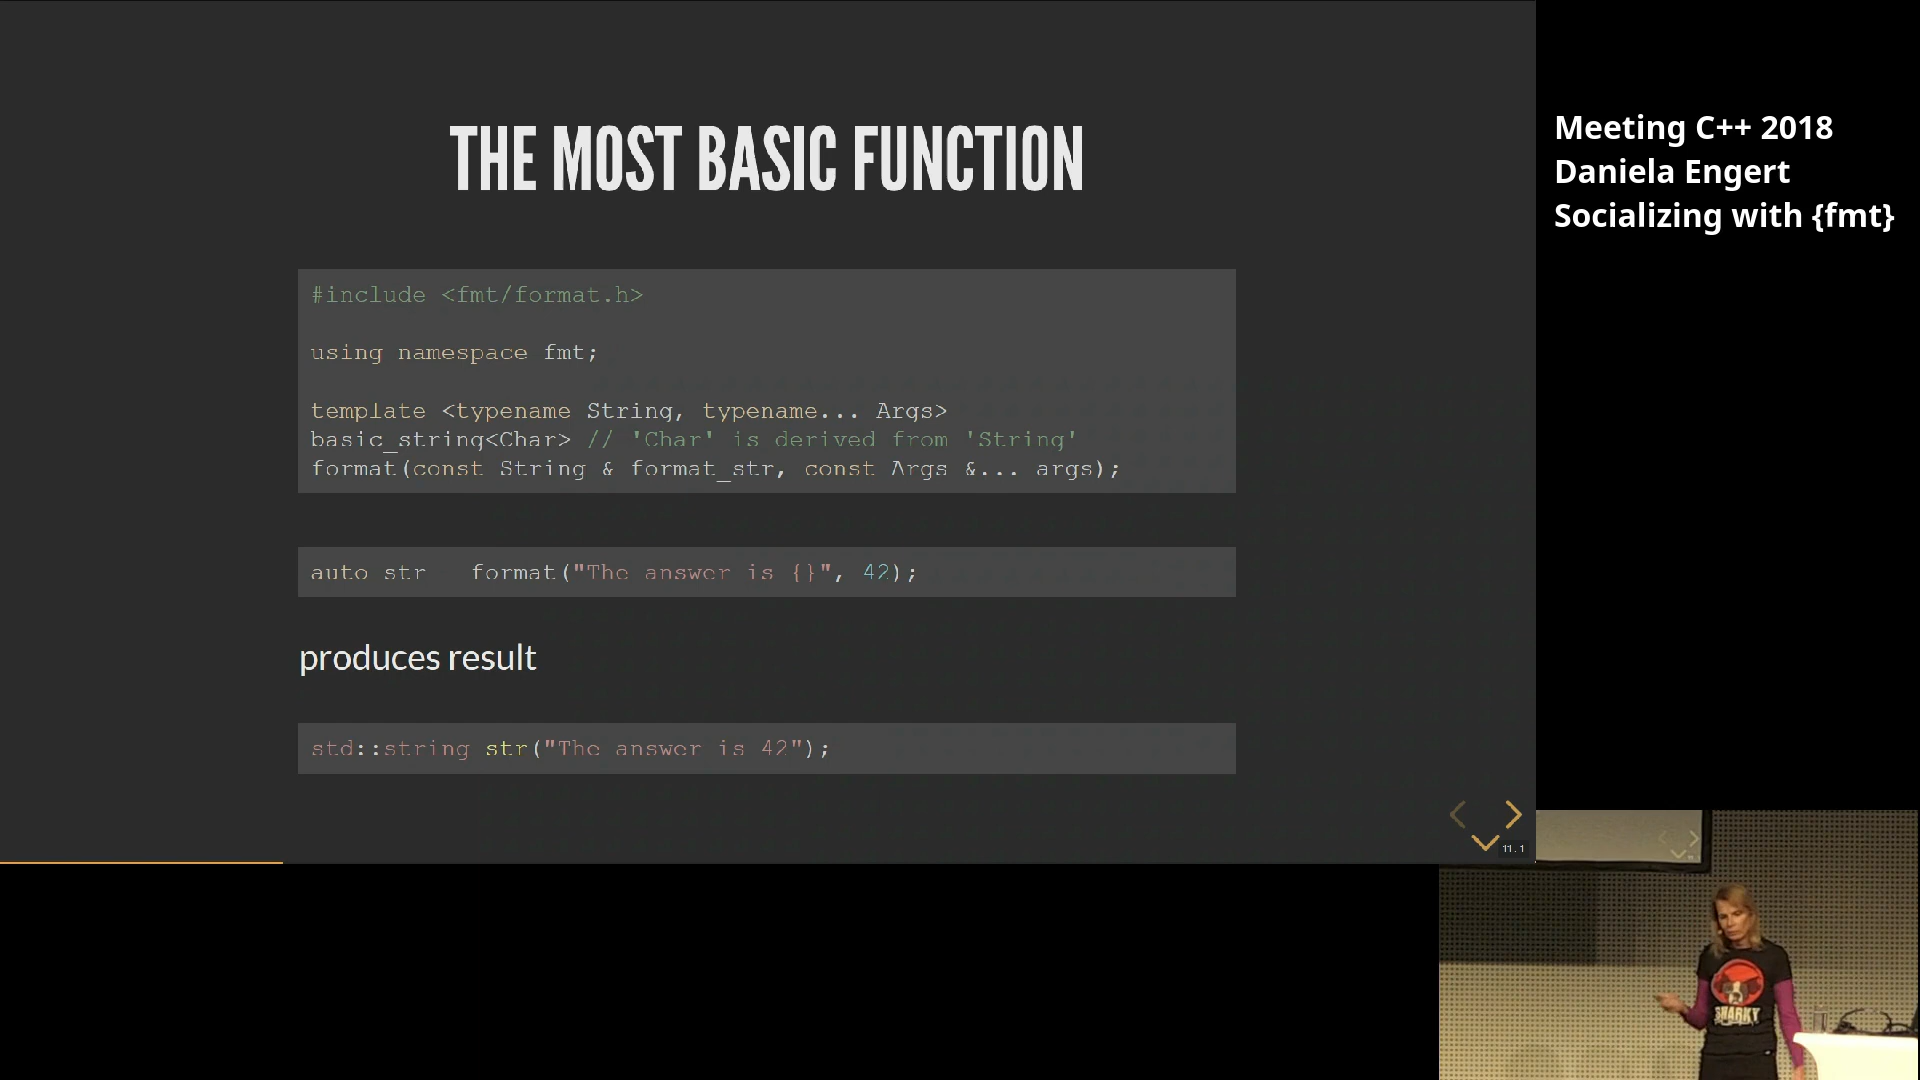 THE MOST BASIC FUNCTION
#include <fmt/format.h>
using namespace fmt;
template <typename String, typename... Args>
basic_string<Char> // 'Char' is derived from 'String'
format(const String & format_str, const Args &... args);
auto str   format("The answer is {}", 42);
produces result
std::string str("The answer is 42");
11.1
Meeting C++ 2018
Daniela Engert
Socializing with {fmt}
SNARKY